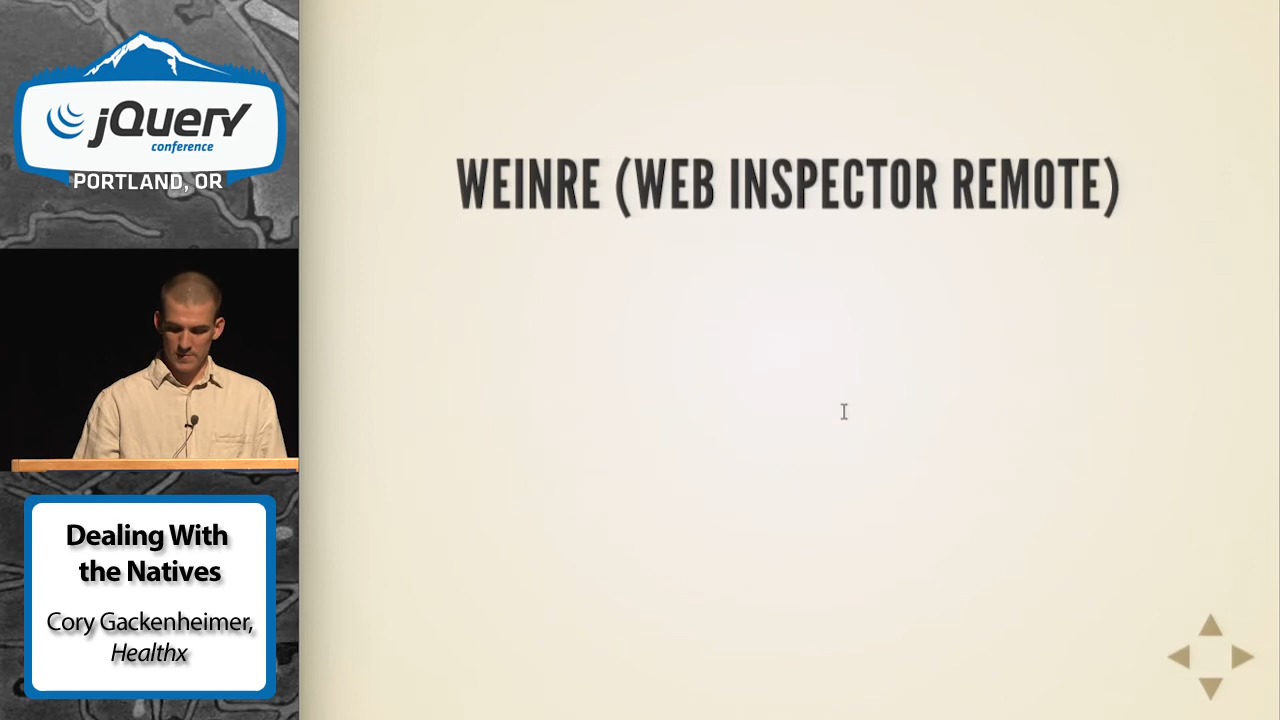 jQuery
conference
PORTLAND, OR
WEINRE (WEB INSPECTOR REMOTE)
Dealing With
the Natives
Cory Gackenheimer,
Healthx